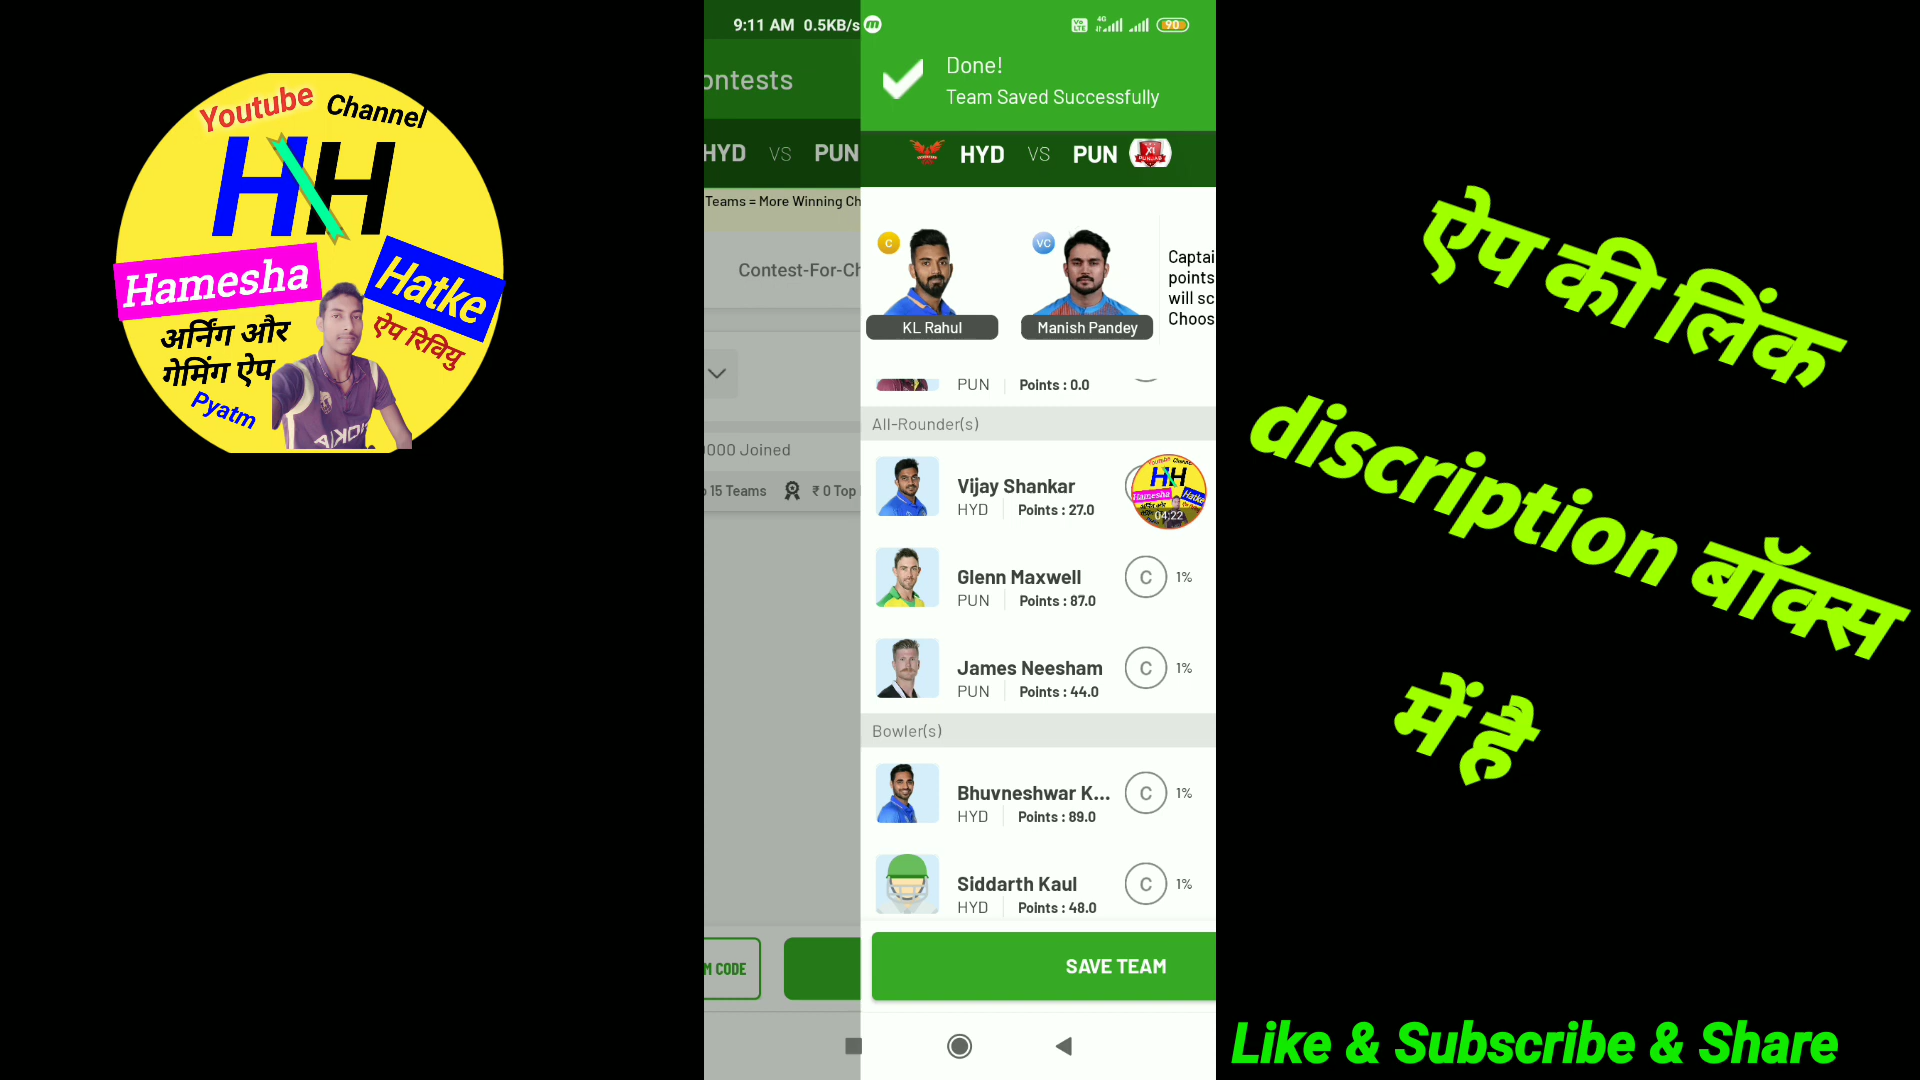 Youtube Channel
HH
Hamesha
Hatke
अर्निंग और
गेमिंग ऐप
ऐप रिवियु
Pyatm
9:11 AM 0.5KB/s
4G
90
ontests
Done!
Team Saved Successfully
HYD VS PUN
HYD VS PUN
Teams = More Winning Ch
C
VC
KL Rahul
Manish Pandey
Captai
points
will sc
Choos
Contest-For-Ch
PUN Points : 0.0
All-Rounder(s)
0000 Joined
15 Teams ₹ 0 Top
Vijay Shankar
HYD Points : 27.0
04:22
Glenn Maxwell C 1%
PUN Points : 87.0
James Neesham C 1%
PUN Points : 44.0
Bowler(s)
Bhuvneshwar K... C 1%
HYD Points : 89.0
Siddarth Kaul C 1%
HYD Points : 48.0
M CODE
SAVE TEAM
ऐप की लिंक
discription बॉक्स
में है
Like & Subscribe & Share